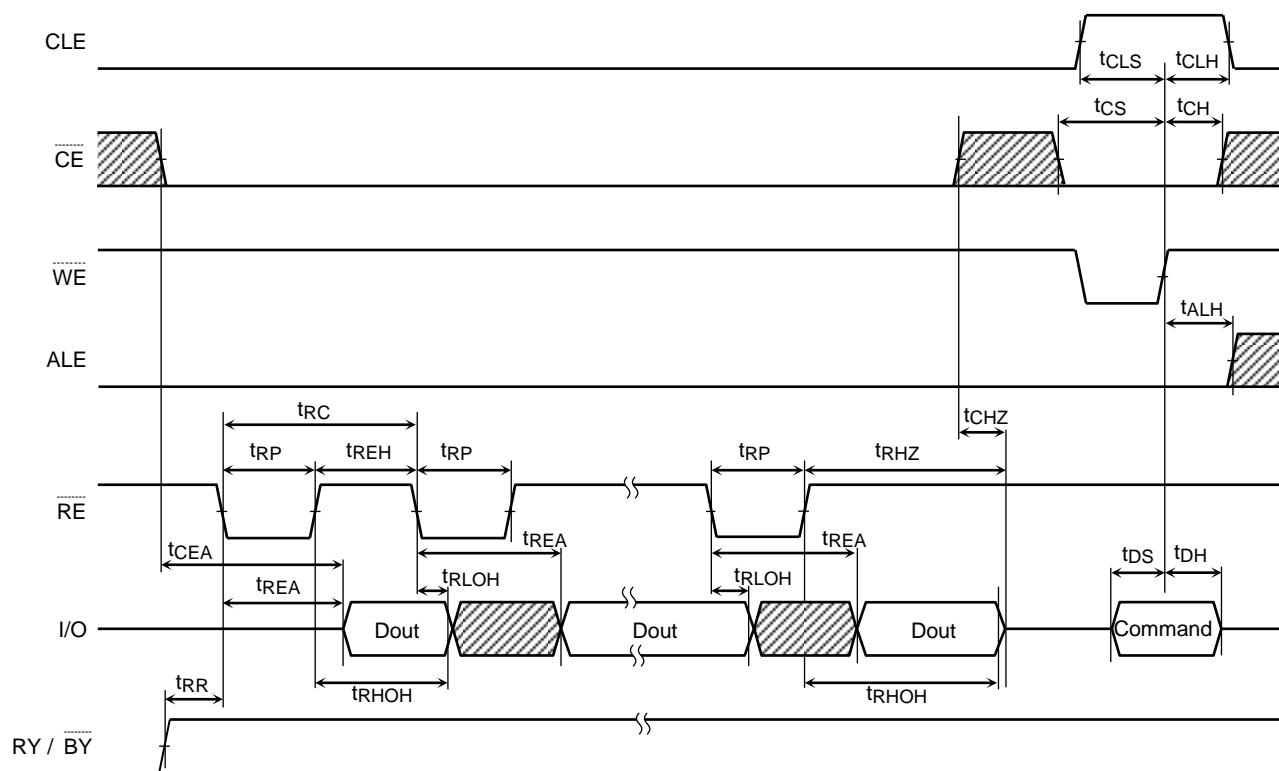 CLE
tCLS tCLH
tCS tCH
CE
WE
tALH
ALE
tRC
tCHZ
tRP tREH tRP tRP tRHZ
RE
tCEA tREA tREA
tREA tRLOH tRLOH tDS tDH
I/O Dout Dout Dout Command
tRR tRHOH tRHOH
RY / BY